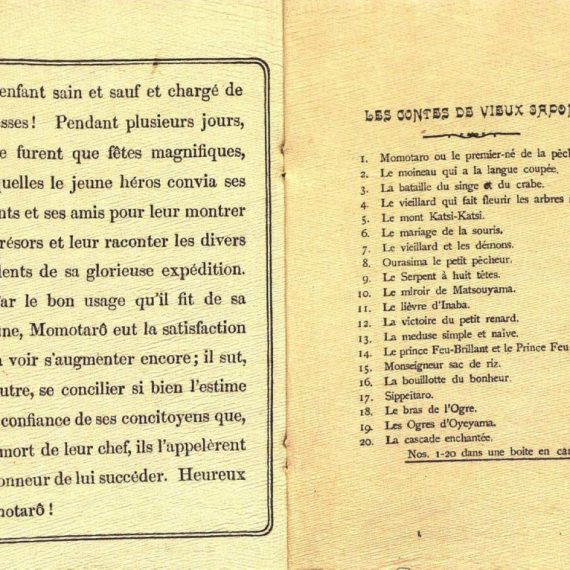 enfant sain et sauf et chargé de
sses! Pendant plusieurs jours,
e furent que fêtes magnifiques,
quelles le jeune héros convia ses
nts et ses amis pour leur montrer
résors et leur raconter les divers
dents de sa glorieuse expédition.
ar le bon usage qu'il fit de sa
ine, Momotarô eut la satisfaction
voir s'augmenter encore; il sut,
utre, se concilier si bien l'estime
confiance de ses concitoyens que,
mort de leur chef, ils l'appelèrent
onneur de lui succéder. Heureux
motarô!
LES CONTES DE VIEUX JAPON
1. Momotaro ou le premier-né de la pêch
2. Le moineau qui a la langue coupée.
3. La bataille du singe et du crabe.
4. Le vieillard qui fait fleurir les arbres
5. Le mont Katsi-Katsi.
6. Le mariage de la souris.
7. Le vieillard et les démons.
8. Ourasima le petit pêcheur.
9. Le Serpent à huit têtes.
10. Le miroir de Matsouyama.
11. Le lièvre d'Inaba.
12. La victoire du petit renard.
13. La meduse simple et naive.
14. Le prince Feu-Brillant et le Prince Feu
15. Monseigneur sac de riz.
16. La bouillotte du bonheur.
17. Sippeitaro.
18. Le bras de l'Ogre.
19. Les Ogres d'Oyeyama.
20. La cascade enchantée.
Nos. 1-20 dans une boite en câr